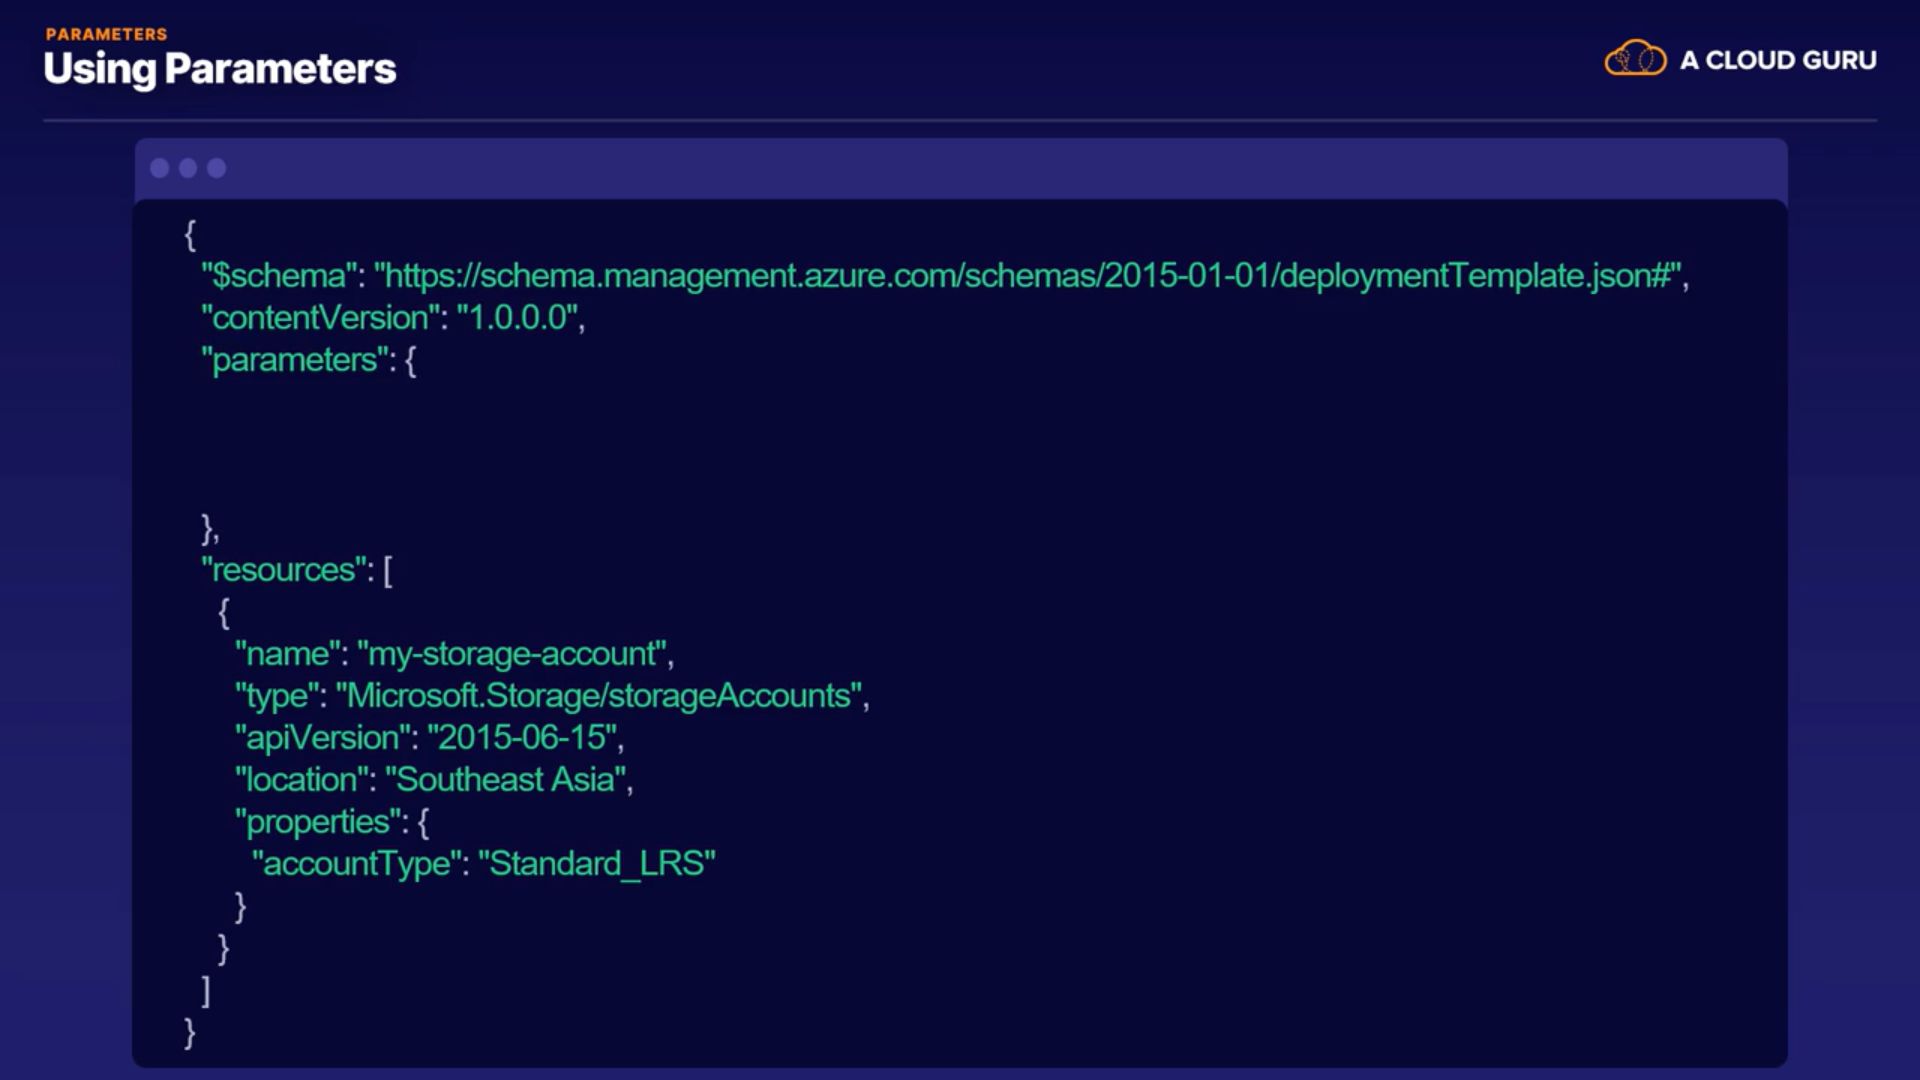 PARAMETERS
Using Parameters
A CLOUD GURU
{
"$schema": "https://schema.management.azure.com/schemas/2015-01-01/deploymentTemplate.json#",
"contentVersion": "1.0.0.0",
"parameters": {
},
"resources": [
{
"name": "my-storage-account",
"type": "Microsoft.Storage/storageAccounts",
"apiVersion": "2015-06-15",
"location": "Southeast Asia",
"properties": {
"accountType": "Standard_LRS"
}
}
]
}